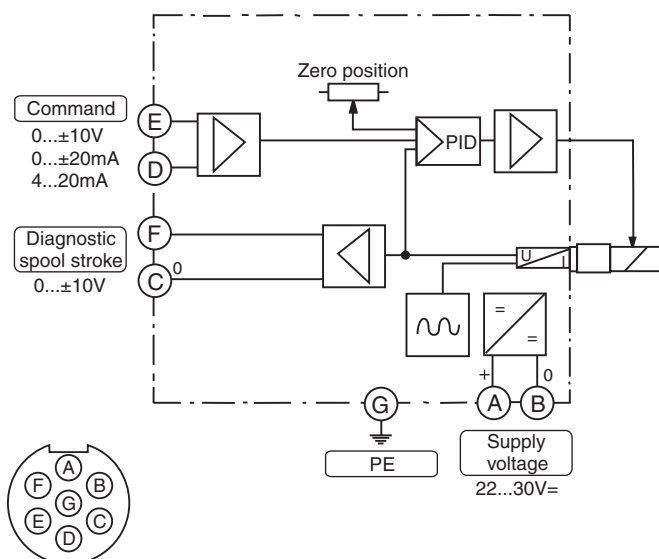 Zero position
Command
0...±10V
0...±20mA
4...20mA
E
D
PID
F
C
0
Diagnostic
spool stroke
0...±10V
U
I
=
=
+
0
A
B
G
PE
Supply
voltage
22...30V=
A
F
B
G
E
C
D